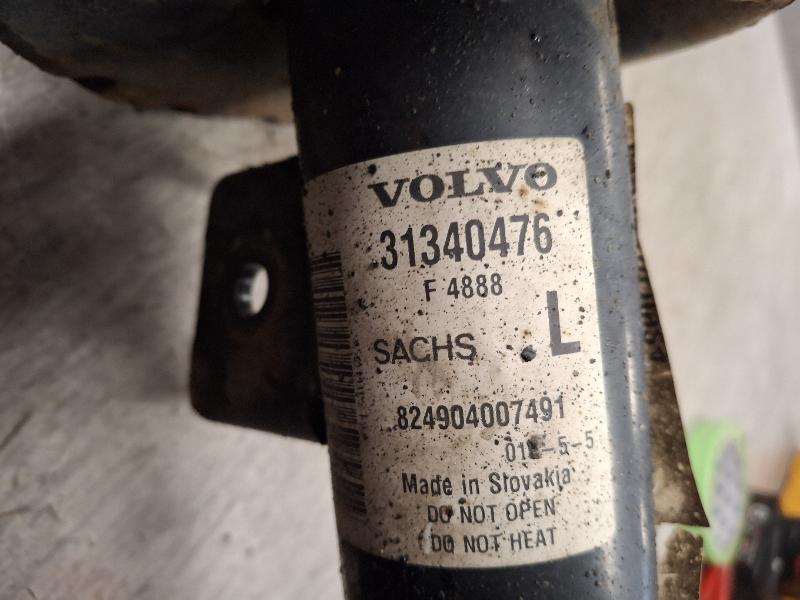 VOLVO
31340476
F 4888
L
SACHS
824904007491
Made in Slovakia
DO NOT OPEN
DO NOT HEAT